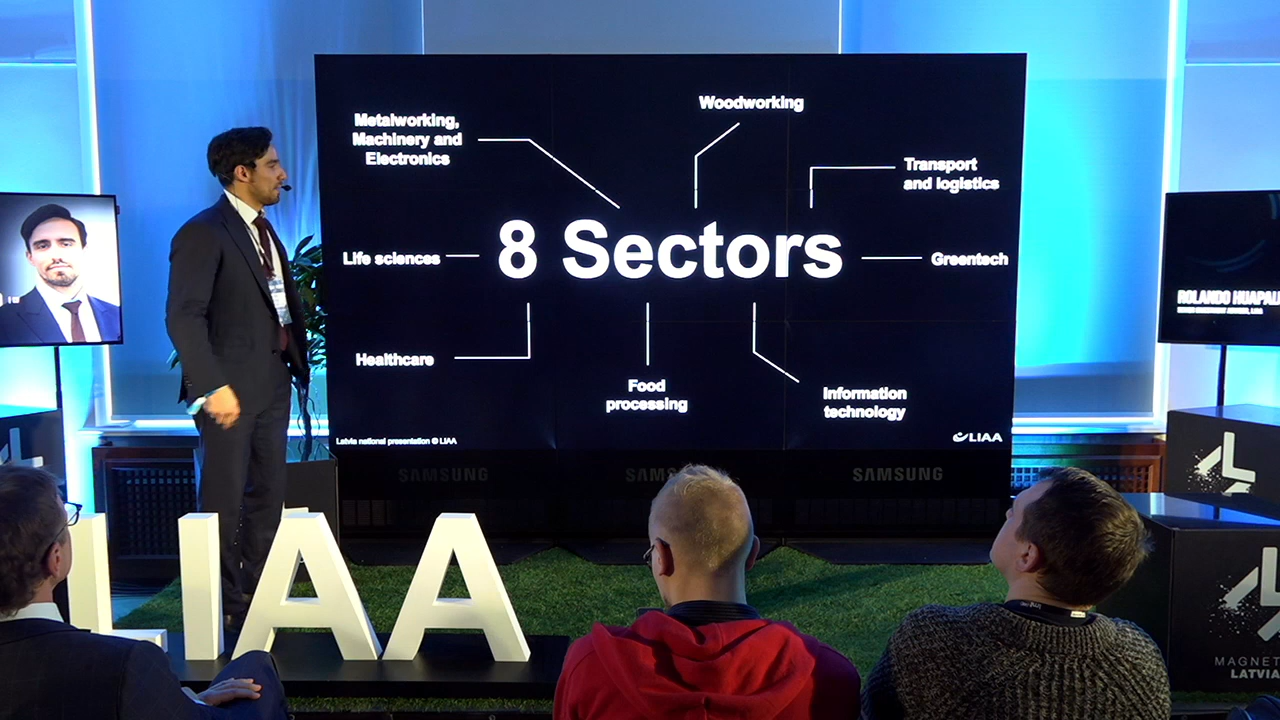 Woodworking
Metalworking,
Machinery and
Electronics
Transport
and logistics
8 Sectors
Life sciences
Greentech
Healthcare
Food
processing
Information
technology
Latvia national presentation © LIAA
LIAA
SAMSUNG
SAMSUNG
SAMSUNG
ROLANDO HUAPAL
LIAA
MAGNET
LATVIA